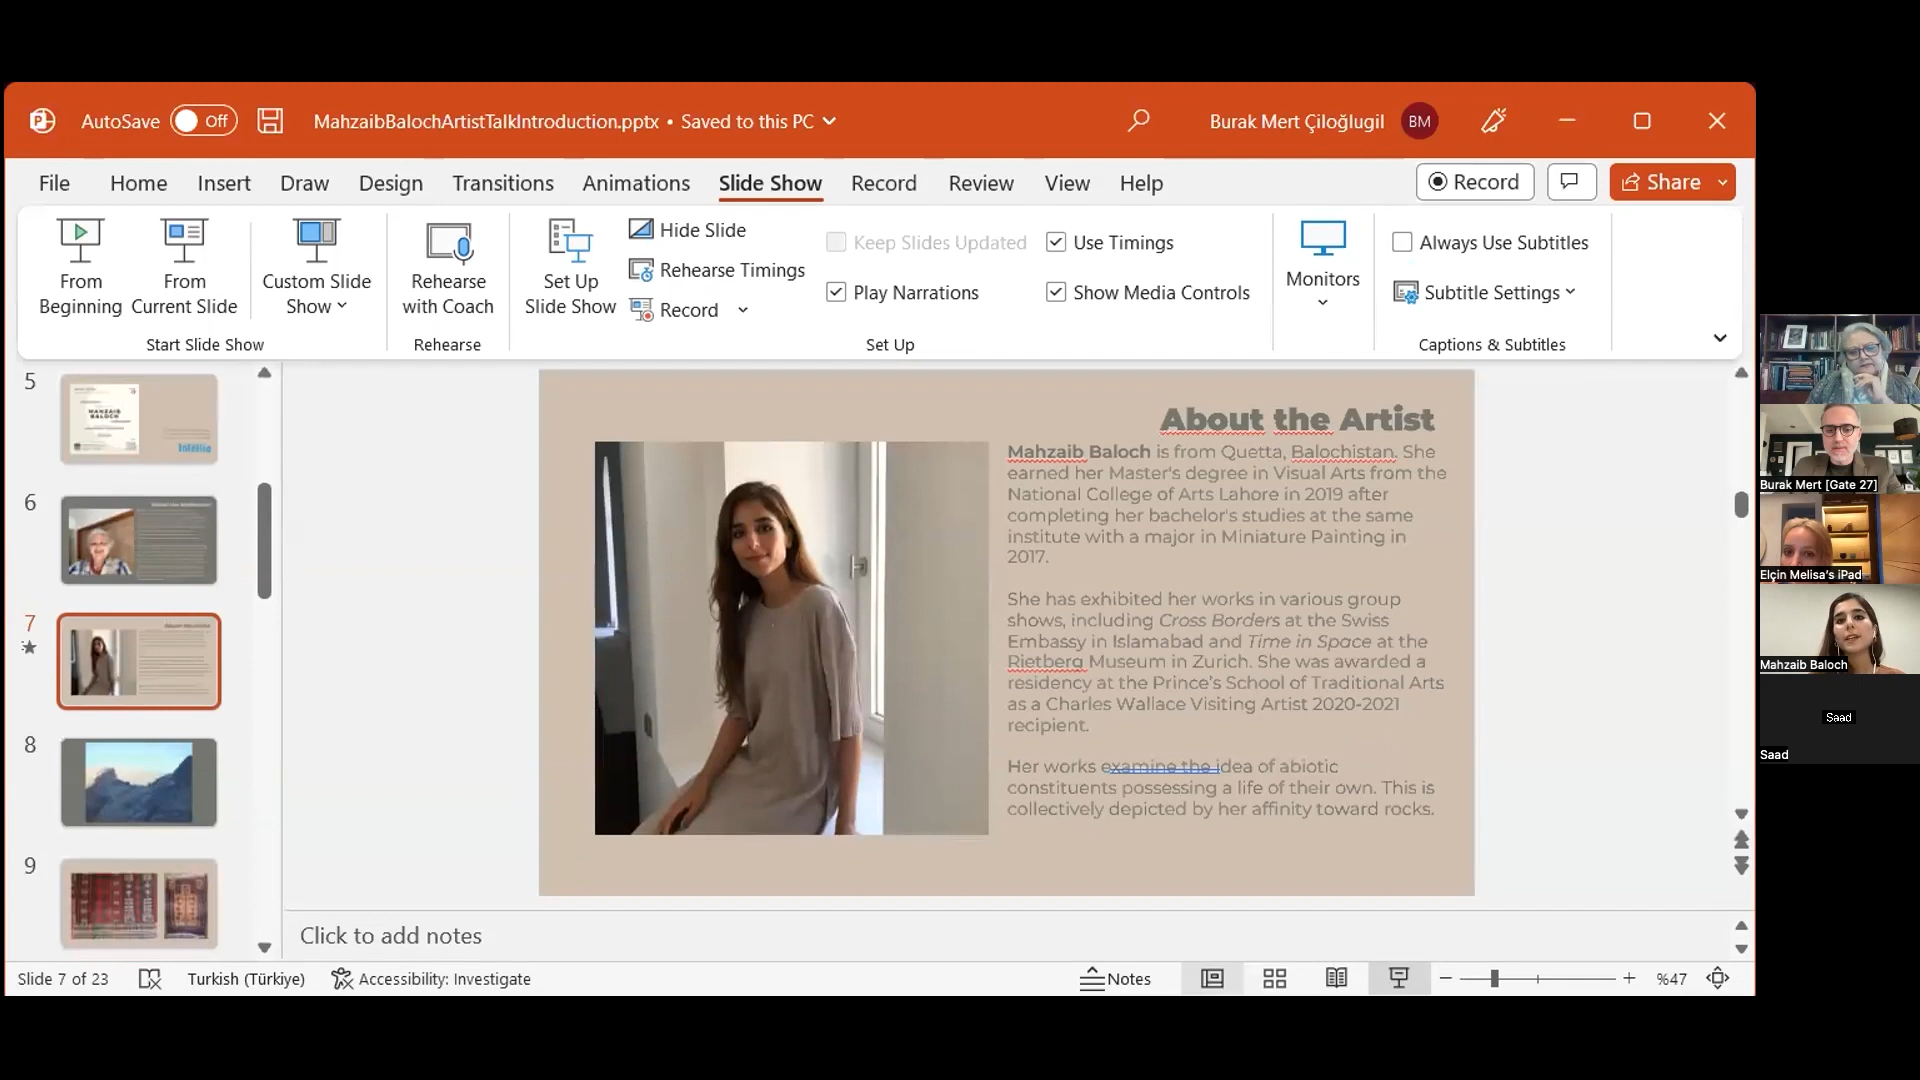 AutoSave Off MahzaibBalochArtistTalkIntroduction.pptx • Saved to this PC Burak Mert Çiloğlugil BM
File Home Insert Draw Design Transitions Animations Slide Show Record Review View Help Record Share
From Beginning
From Current Slide
Custom Slide Show
Start Slide Show
Rehearse with Coach
Rehearse
Set Up Slide Show
Hide Slide
Rehearse Timings
Record
Keep Slides Updated
Play Narrations
Use Timings
Show Media Controls
Set Up
Monitors
Always Use Subtitles
Subtitle Settings
Captions & Subtitles
5
MAHZAIB
BALOCH
6
7
8
9
About the Artist
Mahzaib Baloch is from Quetta, Balochistan. She
earned her Master's degree in Visual Arts from the
National College of Arts Lahore in 2019 after
completing her bachelor's studies at the same
institute with a major in Miniature Painting in
2017.
She has exhibited her works in various group
shows, including Cross Borders at the Swiss
Embassy in Islamabad and Time in Space at the
Rietberg Museum in Zurich. She was awarded a
residency at the Prince's School of Traditional Arts
as a Charles Wallace Visiting Artist 2020-2021
recipient.
Her works examine the idea of abiotic
constituents possessing a life of their own. This is
collectively depicted by her affinity toward rocks.
Click to add notes
Slide 7 of 23 Turkish (Türkiye) Accessibility: Investigate Notes %47
Burak Mert [Gate 27]
Elçin Melisa's iPad
Mahzaib Baloch
Saad
Saad